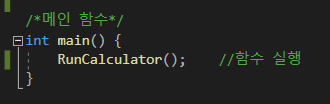 /*메인 함수*/
int main() {
RunCalculator(); //함수 실행
}